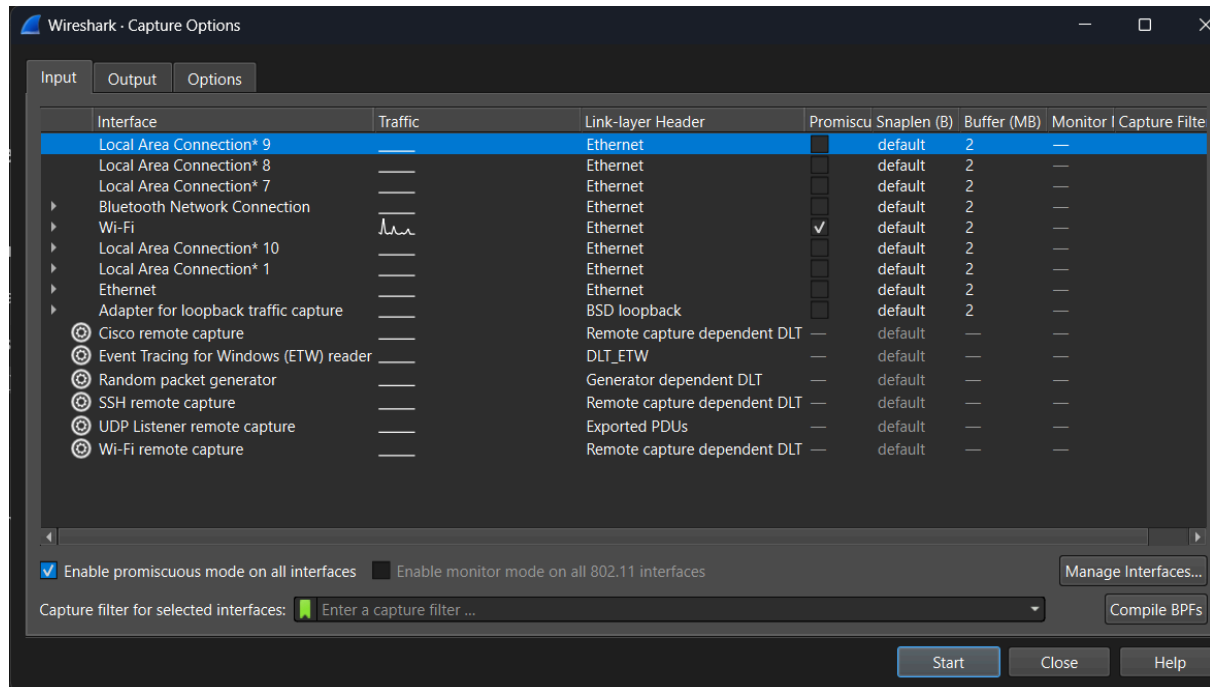 Wireshark · Capture Options
Input Output Options
Interface Traffic Link-layer Header Promiscu Snaplen (B) Buffer (MB) Monitor I Capture Filte
Local Area Connection* 9 Ethernet default 2 —
Local Area Connection* 8 Ethernet default 2 —
Local Area Connection* 7 Ethernet default 2 —
Bluetooth Network Connection Ethernet default 2 —
Wi-Fi Ethernet default 2 —
Local Area Connection* 10 Ethernet default 2 —
Local Area Connection* 1 Ethernet default 2 —
Ethernet Ethernet default 2 —
Adapter for loopback traffic capture BSD loopback default 2 —
Cisco remote capture Remote capture dependent DLT — default — —
Event Tracing for Windows (ETW) reader DLT_ETW — default — —
Random packet generator Generator dependent DLT — default — —
SSH remote capture Remote capture dependent DLT — default — —
UDP Listener remote capture Exported PDUs — default — —
Wi-Fi remote capture Remote capture dependent DLT — default — —
Enable promiscuous mode on all interfaces Enable monitor mode on all 802.11 interfaces Manage Interfaces...
Capture filter for selected interfaces: Enter a capture filter ... Compile BPFs
Start Close Help